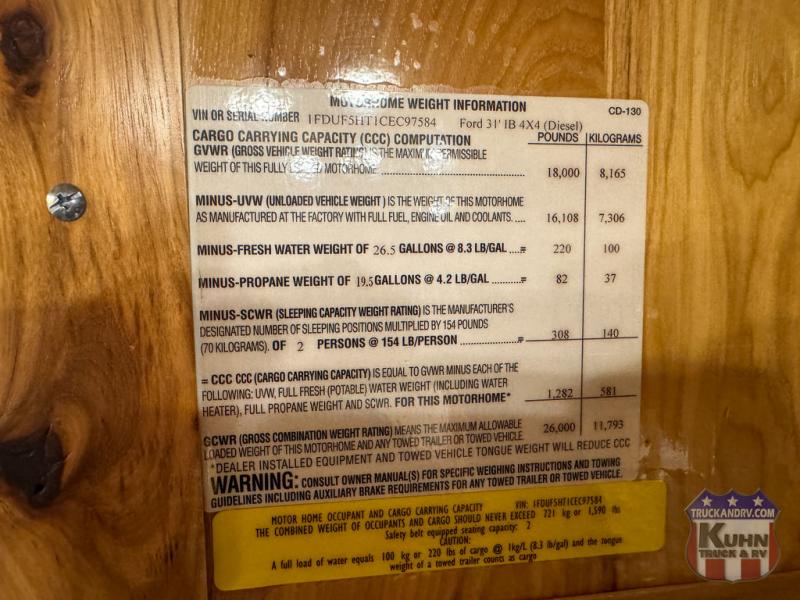 MOTORHOME WEIGHT INFORMATION CD-130
VIN OR SERIAL NUMBER 1FDUF5HT1CEC97584 Ford 31' IB 4X4 (Diesel)
CARGO CARRYING CAPACITY (CCC) COMPUTATION POUNDS KILOGRAMS
GVWR (GROSS VEHICLE WEIGHT RATING) IS THE MAXIMUM PERMISSIBLE
WEIGHT OF THIS FULLY LOADED MOTORHOME 18,000 8,165
MINUS-UVW (UNLOADED VEHICLE WEIGHT) IS THE WEIGHT OF THIS MOTORHOME
AS MANUFACTURED AT THE FACTORY WITH FULL FUEL, ENGINE OIL AND COOLANTS. .... 16,108 7,306
MINUS-FRESH WATER WEIGHT OF 26.5 GALLONS @ 8.3 LB/GAL ....= 220 100
MINUS-PROPANE WEIGHT OF 19.5 GALLONS @ 4.2 LB/GAL ..........= 82 37
MINUS-SCWR (SLEEPING CAPACITY WEIGHT RATING) IS THE MANUFACTURER'S
DESIGNATED NUMBER OF SLEEPING POSITIONS MULTIPLIED BY 154 POUNDS
(70 KILOGRAMS). OF 2 PERSONS @ 154 LB/PERSON ..................= 308 140
= CCC CCC (CARGO CARRYING CAPACITY) IS EQUAL TO GVWR MINUS EACH OF THE
FOLLOWING: UVW, FULL FRESH (POTABLE) WATER WEIGHT (INCLUDING WATER
HEATER), FULL PROPANE WEIGHT AND SCWR. FOR THIS MOTORHOME* 1,282 581
GCWR (GROSS COMBINATION WEIGHT RATING) MEANS THE MAXIMUM ALLOWABLE 26,000 11,793
LOADED WEIGHT OF THIS MOTORHOME AND ANY TOWED TRAILER OR TOWED VEHICLE.
*DEALER INSTALLED EQUIPMENT AND TOWED VEHICLE TONGUE WEIGHT WILL REDUCE CCC
WARNING: CONSULT OWNER MANUAL(S) FOR SPECIFIC WEIGHING INSTRUCTIONS AND TOWING
GUIDELINES INCLUDING AUXILIARY BRAKE REQUIREMENTS FOR ANY TOWED TRAILER OR TOWED VEHICLE.
MOTOR HOME OCCUPANT AND CARGO CARRYING CAPACITY VIN: 1FDUF5HT1CEC97584
THE COMBINED WEIGHT OF OCCUPANTS AND CARGO SHOULD NEVER EXCEED 721 kg or 1,590 lbs
Safety belt equipped seating capacity: 2
CAUTION:
A full load of water equals 100 kg or 220 lbs of cargo @ 1kg/L (8.3 lb/gal) and the tongue
weight of a towed trailer counts as cargo
TRUCKANDRV.COM
KUHN
TRUCK & RV